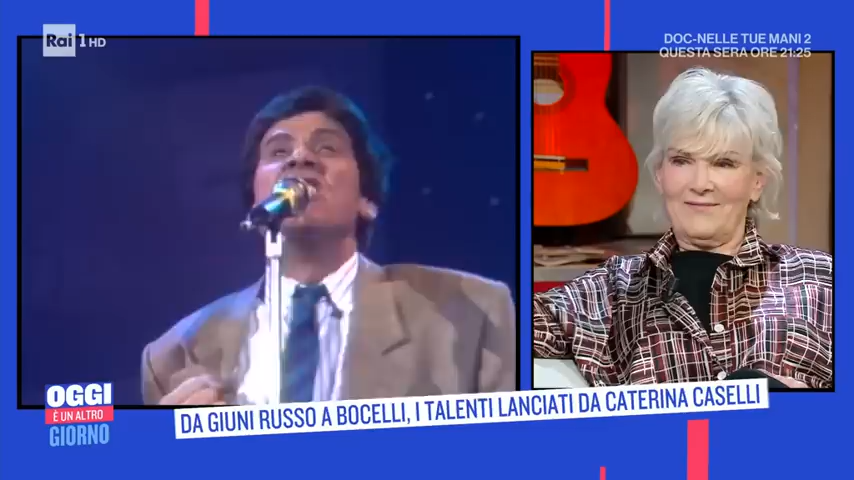 Rai 1 HD
DOC-NELLE TUE MANI 2
QUESTA SERA ORE 21:25
OGGI
È UN ALTRO
GIORNO
DA GIUNI RUSSO A BOCELLI, I TALENTI LANCIATI DA CATERINA CASELLI